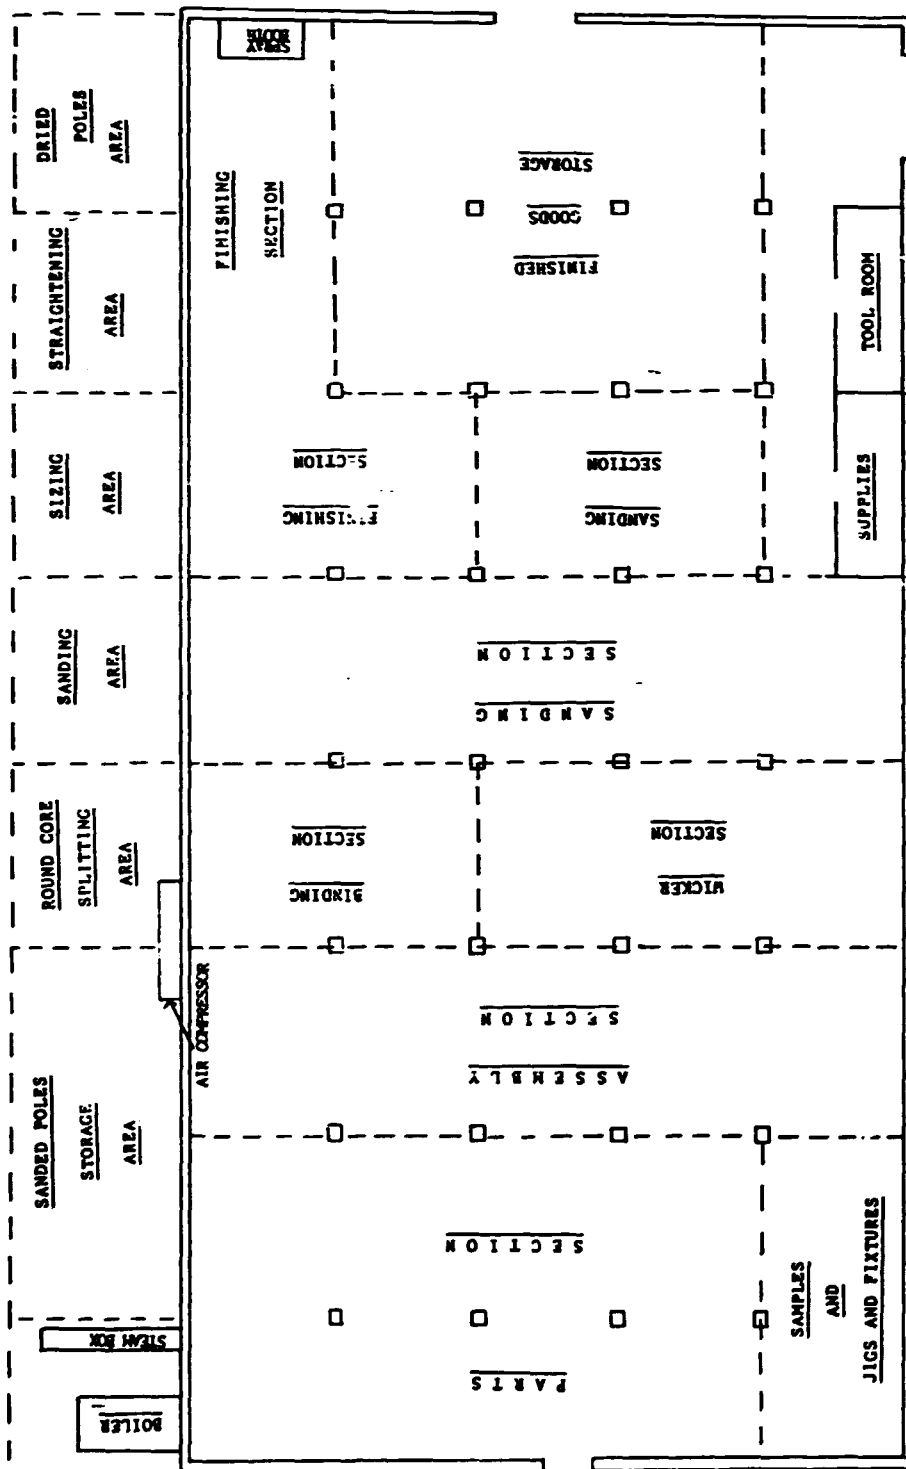 DRIED
POLES
AREA
STRAIGHTENING
AREA
SIZING
AREA
SANDING
AREA
ROUND CORE
SPLITTING
AREA
SANDED POLES
STORAGE
AREA
STEAM BOX
BOILER
AIR COMPRESSOR
SPRAY
BOOTH
FINISHING
SECTION
FINISHED
GOODS
STORAGE
TOOL ROOM
SUPPLIES
FINISHING
SECTION
SANDING
SECTION
SANDING
SECTION
BINDING
SECTION
WICKER
SECTION
ASSEMBLY
SECTION
PARTS
SECTION
SAMPLES
AND
JIGS AND FIXTURES